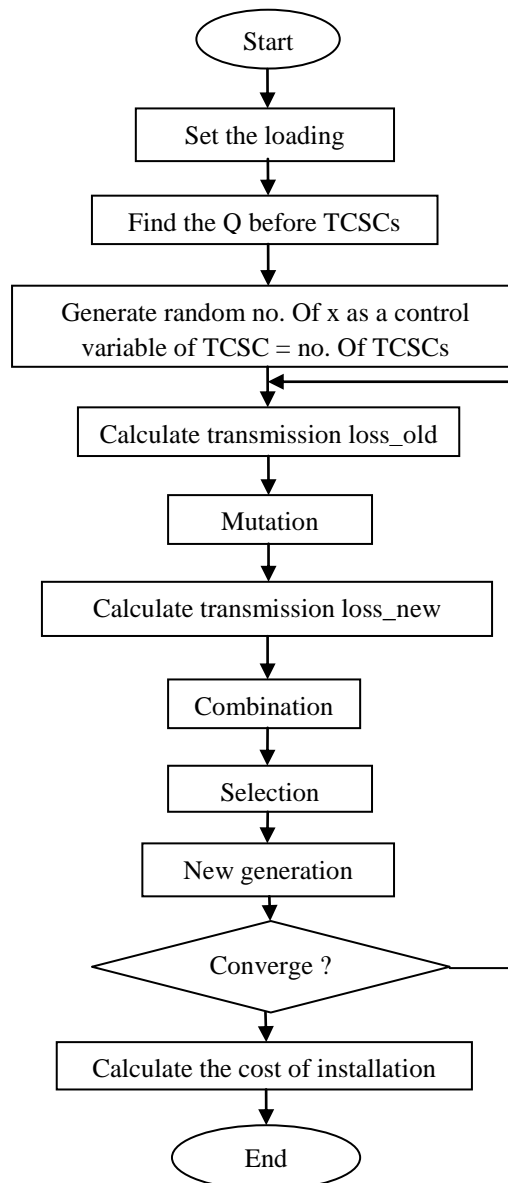 Start
Set the loading
Find the Q before TCSCs
Generate random no. Of x as a control
variable of TCSC = no. Of TCSCs
Calculate transmission loss_old
Mutation
Calculate transmission loss_new
Combination
Selection
New generation
Converge ?
Calculate the cost of installation
End